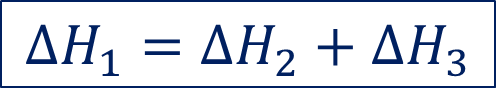 ΔH₁ = ΔH₂ + ΔH₃